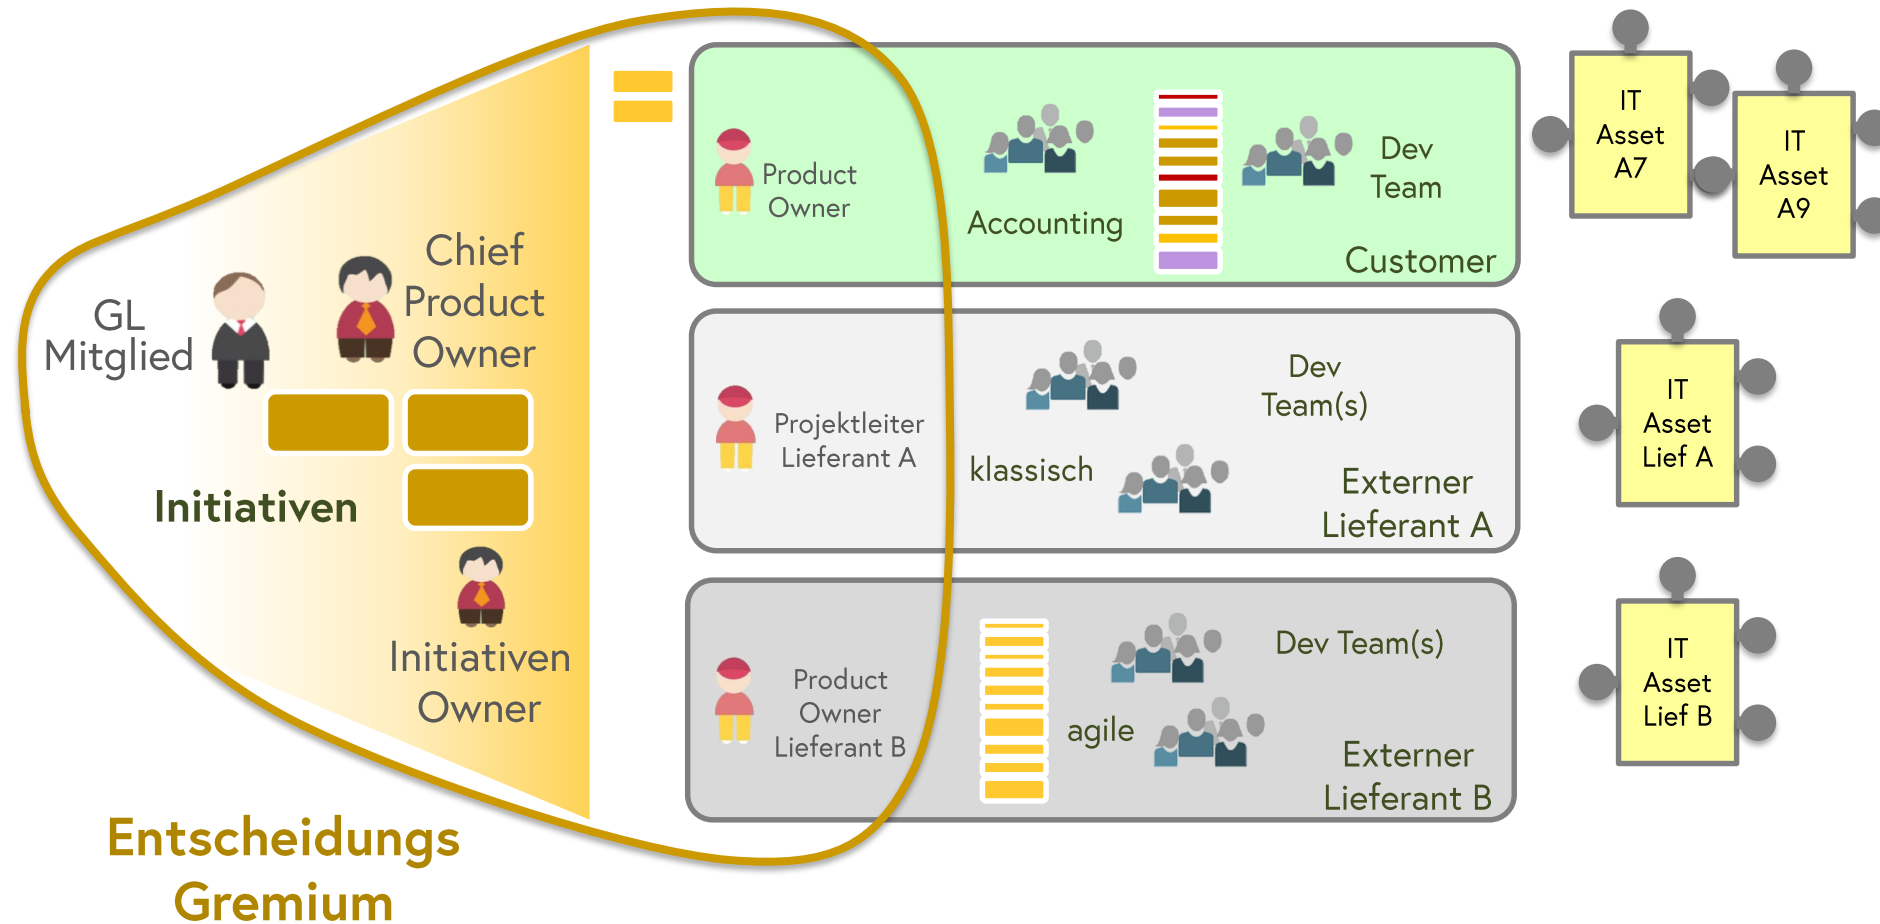 GL
Mitglied
Chief
Product
Owner
Initiativen
Initiativen
Owner
Entscheidungs
Gremium
Product
Owner
Accounting
Dev
Team
Customer
IT
Asset
A7
IT
Asset
A9
Projektleiter
Lieferant A
klassisch
Dev
Team(s)
Externer
Lieferant A
IT
Asset
Lief A
Product
Owner
Lieferant B
agile
Dev Team(s)
Externer
Lieferant B
IT
Asset
Lief B